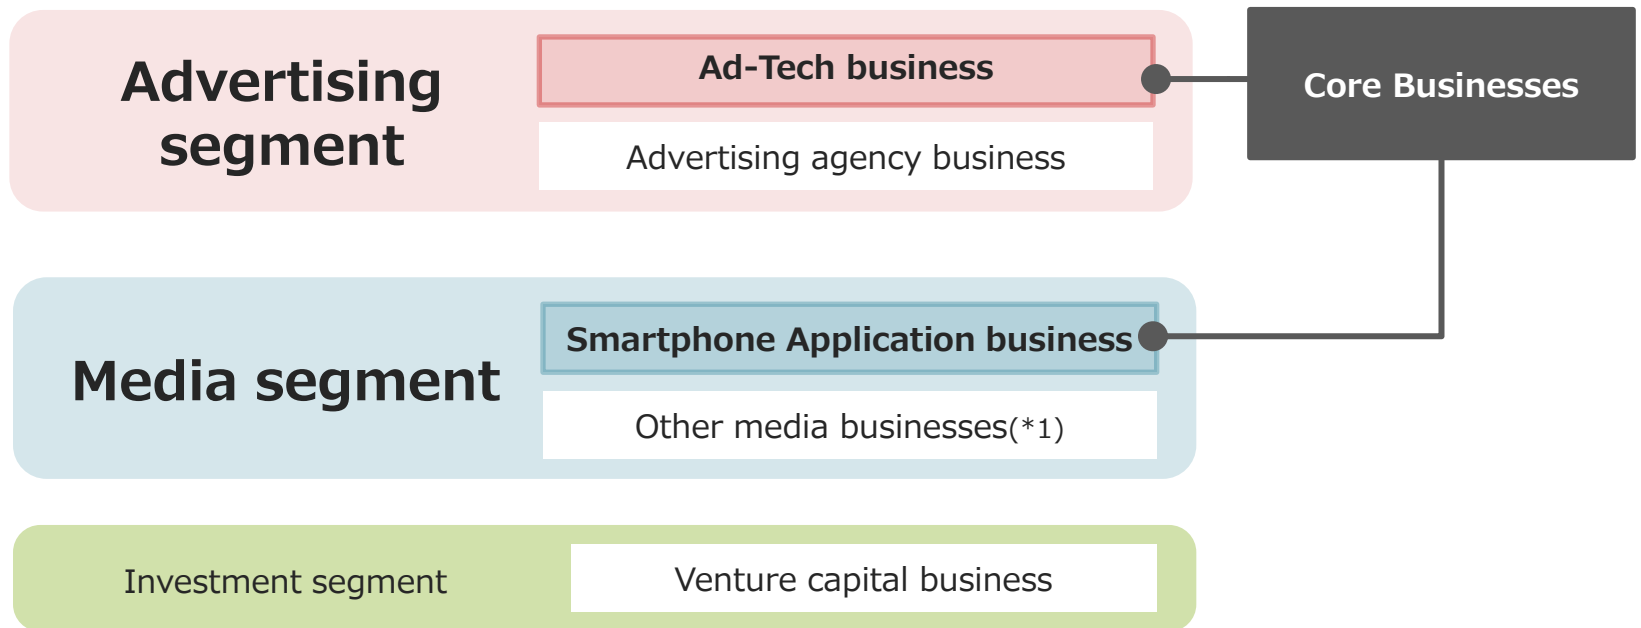 Advertising
segment
Ad-Tech business
Advertising agency business
Core Businesses
Media segment
Smartphone Application business
Other media businesses(*1)
Investment segment
Venture capital business